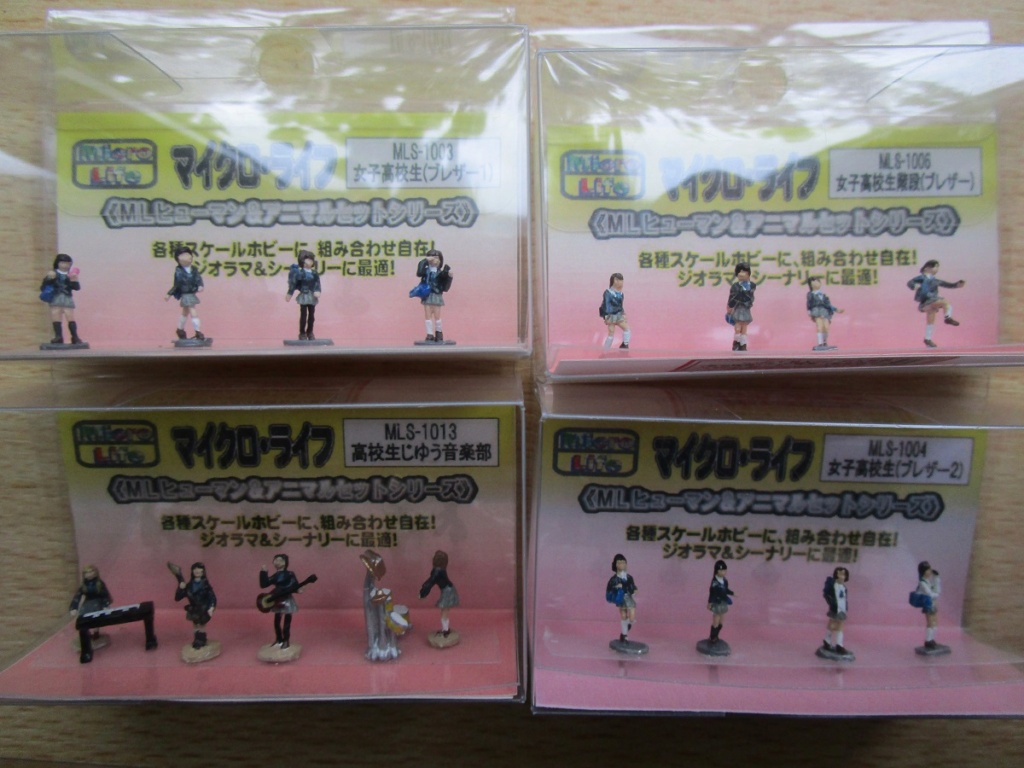 Micro Life
マイクロ・ライフ
MLS-1003
女子高校生(ブレザー1)
《MLヒューマン&アニマルセットシリーズ》
各種スケールホビーに、組み合わせ自在!
ジオラマ&シーナリーに最適!
Micro Life
マイクロ・ライフ
MLS-1006
女子高校生階段(ブレザー)
《MLヒューマン&アニマルセットシリーズ》
各種スケールホビーに、組み合わせ自在!
ジオラマ&シーナリーに最適!
Micro Life
マイクロ・ライフ
MLS-1013
高校生じゆう音楽部
《MLヒューマン&アニマルセットシリーズ》
各種スケールホビーに、組み合わせ自在!
ジオラマ&シーナリーに最適!
Micro Life
マイクロ・ライフ
MLS-1004
女子高校生(ブレザー2)
《MLヒューマン&アニマルセットシリーズ》
各種スケールホビーに、組み合わせ自在!
ジオラマ&シーナリーに最適!